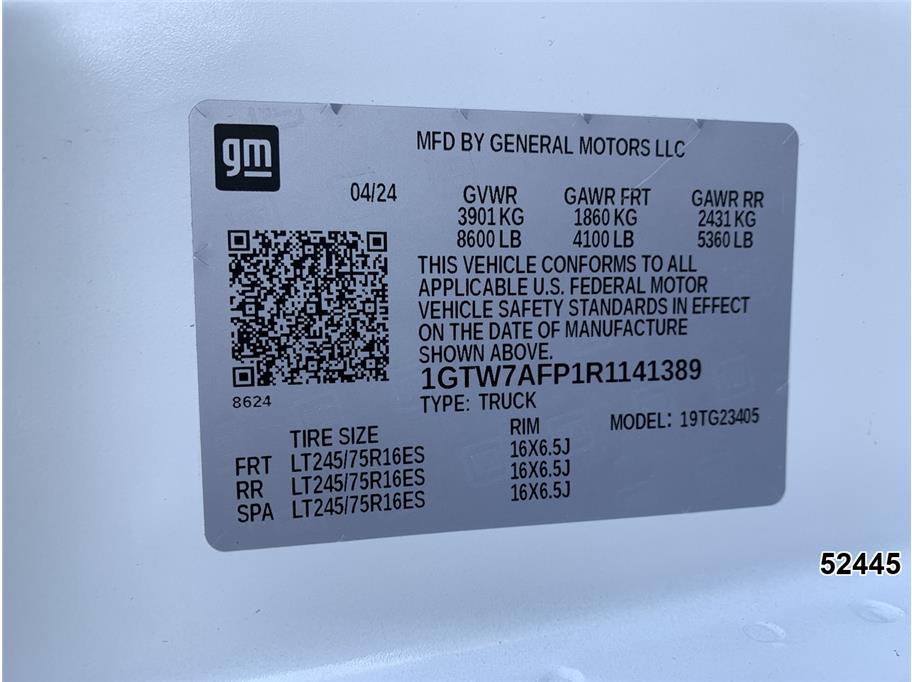 gm
MFD BY GENERAL MOTORS LLC
04/24
GVWR GAWR FRT GAWR RR
3901 KG 1860 KG 2431 KG
8600 LB 4100 LB 5360 LB
THIS VEHICLE CONFORMS TO ALL
APPLICABLE U.S. FEDERAL MOTOR
VEHICLE SAFETY STANDARDS IN EFFECT
ON THE DATE OF MANUFACTURE
SHOWN ABOVE.
1GTW7AFP1R1141389
8624
TYPE: TRUCK
MODEL: 19TG23405
TIRE SIZE RIM
FRT LT245/75R16ES 16X6.5J
RR LT245/75R16ES 16X6.5J
SPA LT245/75R16ES 16X6.5J
52445